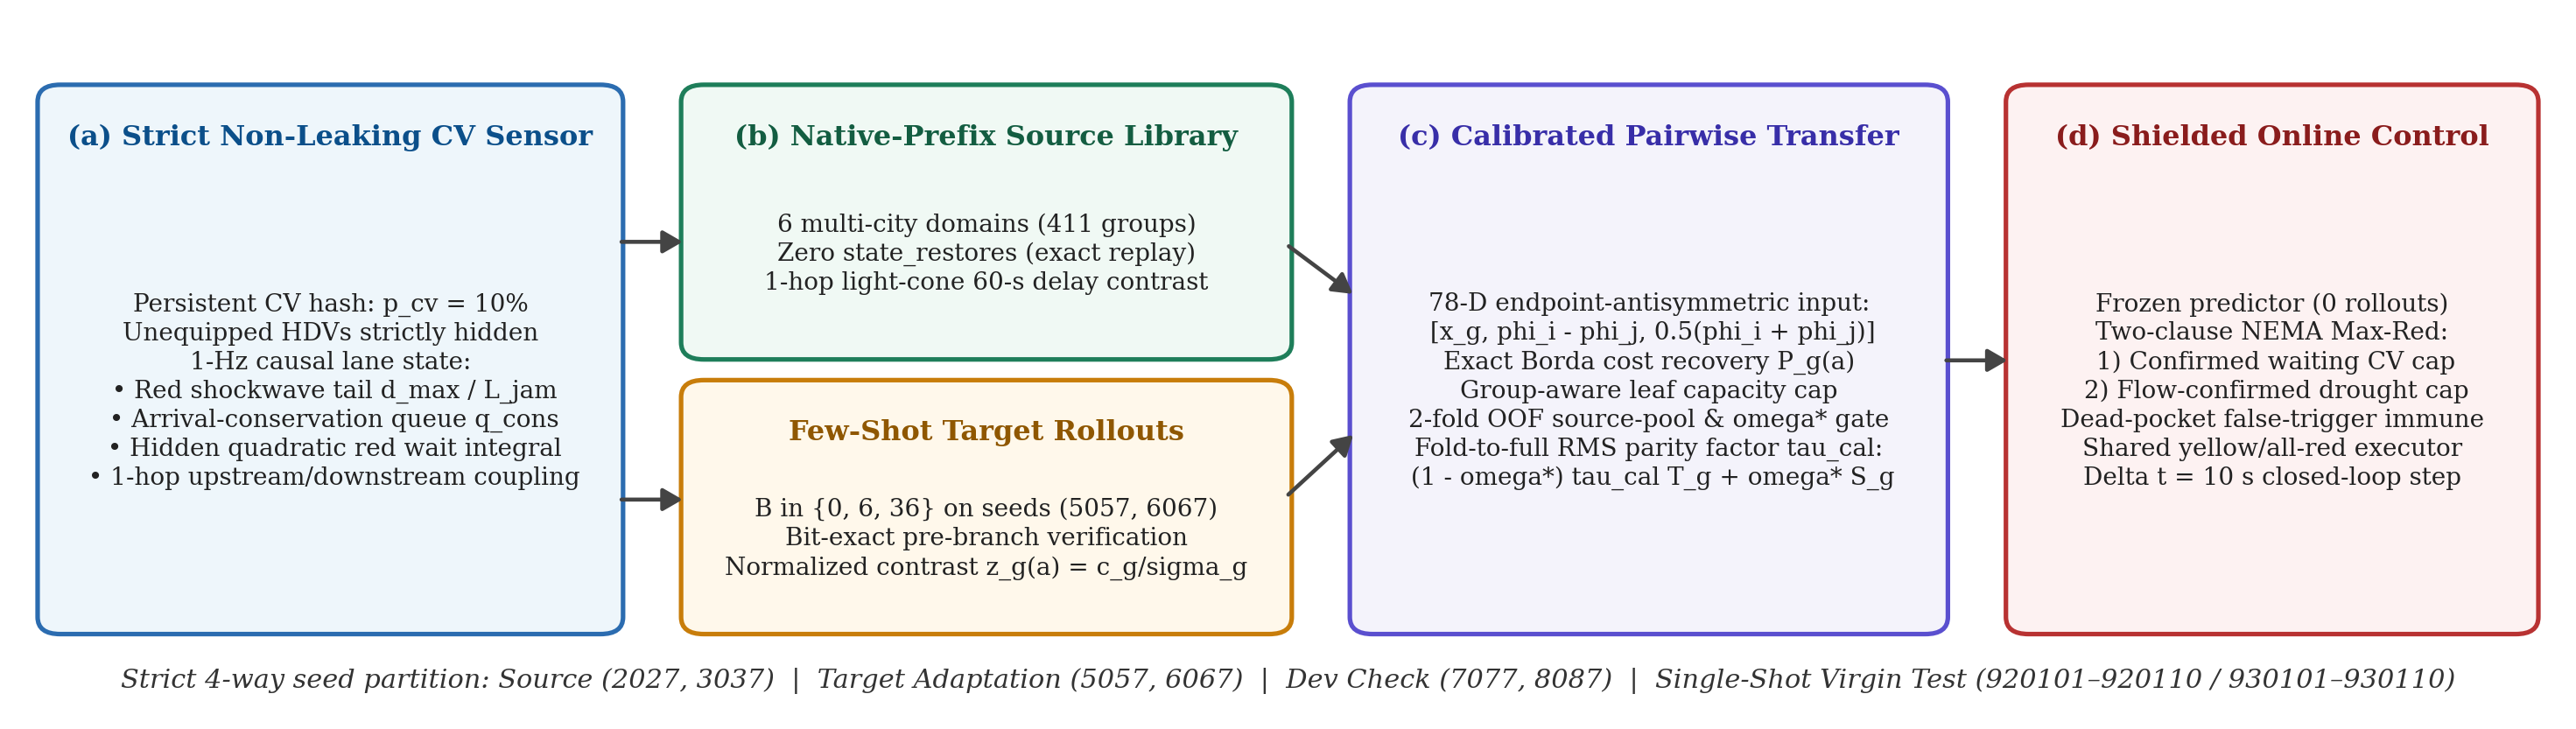 (a) Strict Non-Leaking CV Sensor
Persistent CV hash: p_cv = 10%
Unequipped HDVs strictly hidden
1-Hz causal lane state:
• Red shockwave tail d_max / L_jam
• Arrival-conservation queue q_cons
• Hidden quadratic red wait integral
• 1-hop upstream/downstream coupling
(b) Native-Prefix Source Library
6 multi-city domains (411 groups)
Zero state_restores (exact replay)
1-hop light-cone 60-s delay contrast
Few-Shot Target Rollouts
B in {0, 6, 36} on seeds (5057, 6067)
Bit-exact pre-branch verification
Normalized contrast z_g(a) = c_g/sigma_g
(c) Calibrated Pairwise Transfer
78-D endpoint-antisymmetric input:
[x_g, phi_i - phi_j, 0.5(phi_i + phi_j)]
Exact Borda cost recovery P_g(a)
Group-aware leaf capacity cap
2-fold OOF source-pool & omega* gate
Fold-to-full RMS parity factor tau_cal:
(1 - omega*) tau_cal T_g + omega* S_g
(d) Shielded Online Control
Frozen predictor (0 rollouts)
Two-clause NEMA Max-Red:
1) Confirmed waiting CV cap
2) Flow-confirmed drought cap
Dead-pocket false-trigger immune
Shared yellow/all-red executor
Delta t = 10 s closed-loop step
Strict 4-way seed partition: Source (2027, 3037) | Target Adaptation (5057, 6067) | Dev Check (7077, 8087) | Single-Shot Virgin Test (920101–920110 / 930101–930110)